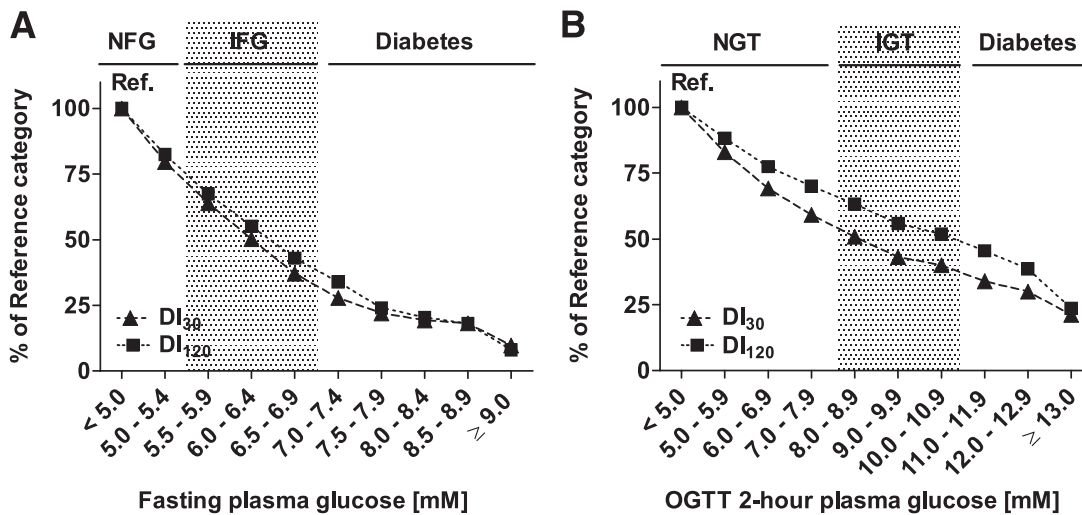 A
NFG IFG Diabetes
Ref.
100
75
50
25
0
% of Reference category
DI30
DI120
< 5.0
5.0 - 5.4
5.5 - 5.9
6.0 - 6.4
6.5 - 6.9
7.0 - 7.4
7.5 - 7.9
8.0 - 8.4
8.5 - 8.9
≥ 9.0
Fasting plasma glucose [mM]
B
NGT IGT Diabetes
Ref.
100
75
50
25
0
% of Reference category
DI30
DI120
< 5.0
5.0 - 5.9
6.0 - 6.9
7.0 - 7.9
8.0 - 8.9
9.0 - 9.9
10.0 - 10.9
11.0 - 11.9
12.0 - 12.9
≥ 13.0
OGTT 2-hour plasma glucose [mM]